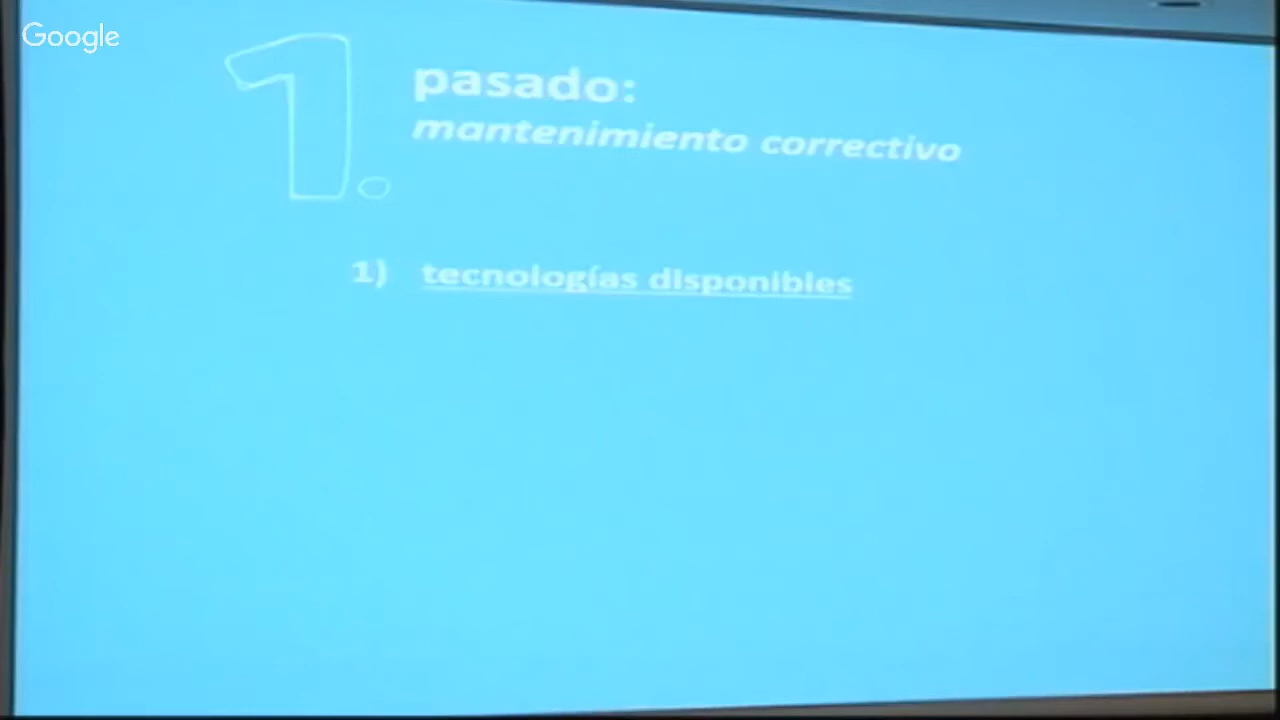 Google
1.
pasado:
mantenimiento correctivo
1) tecnologías disponibles